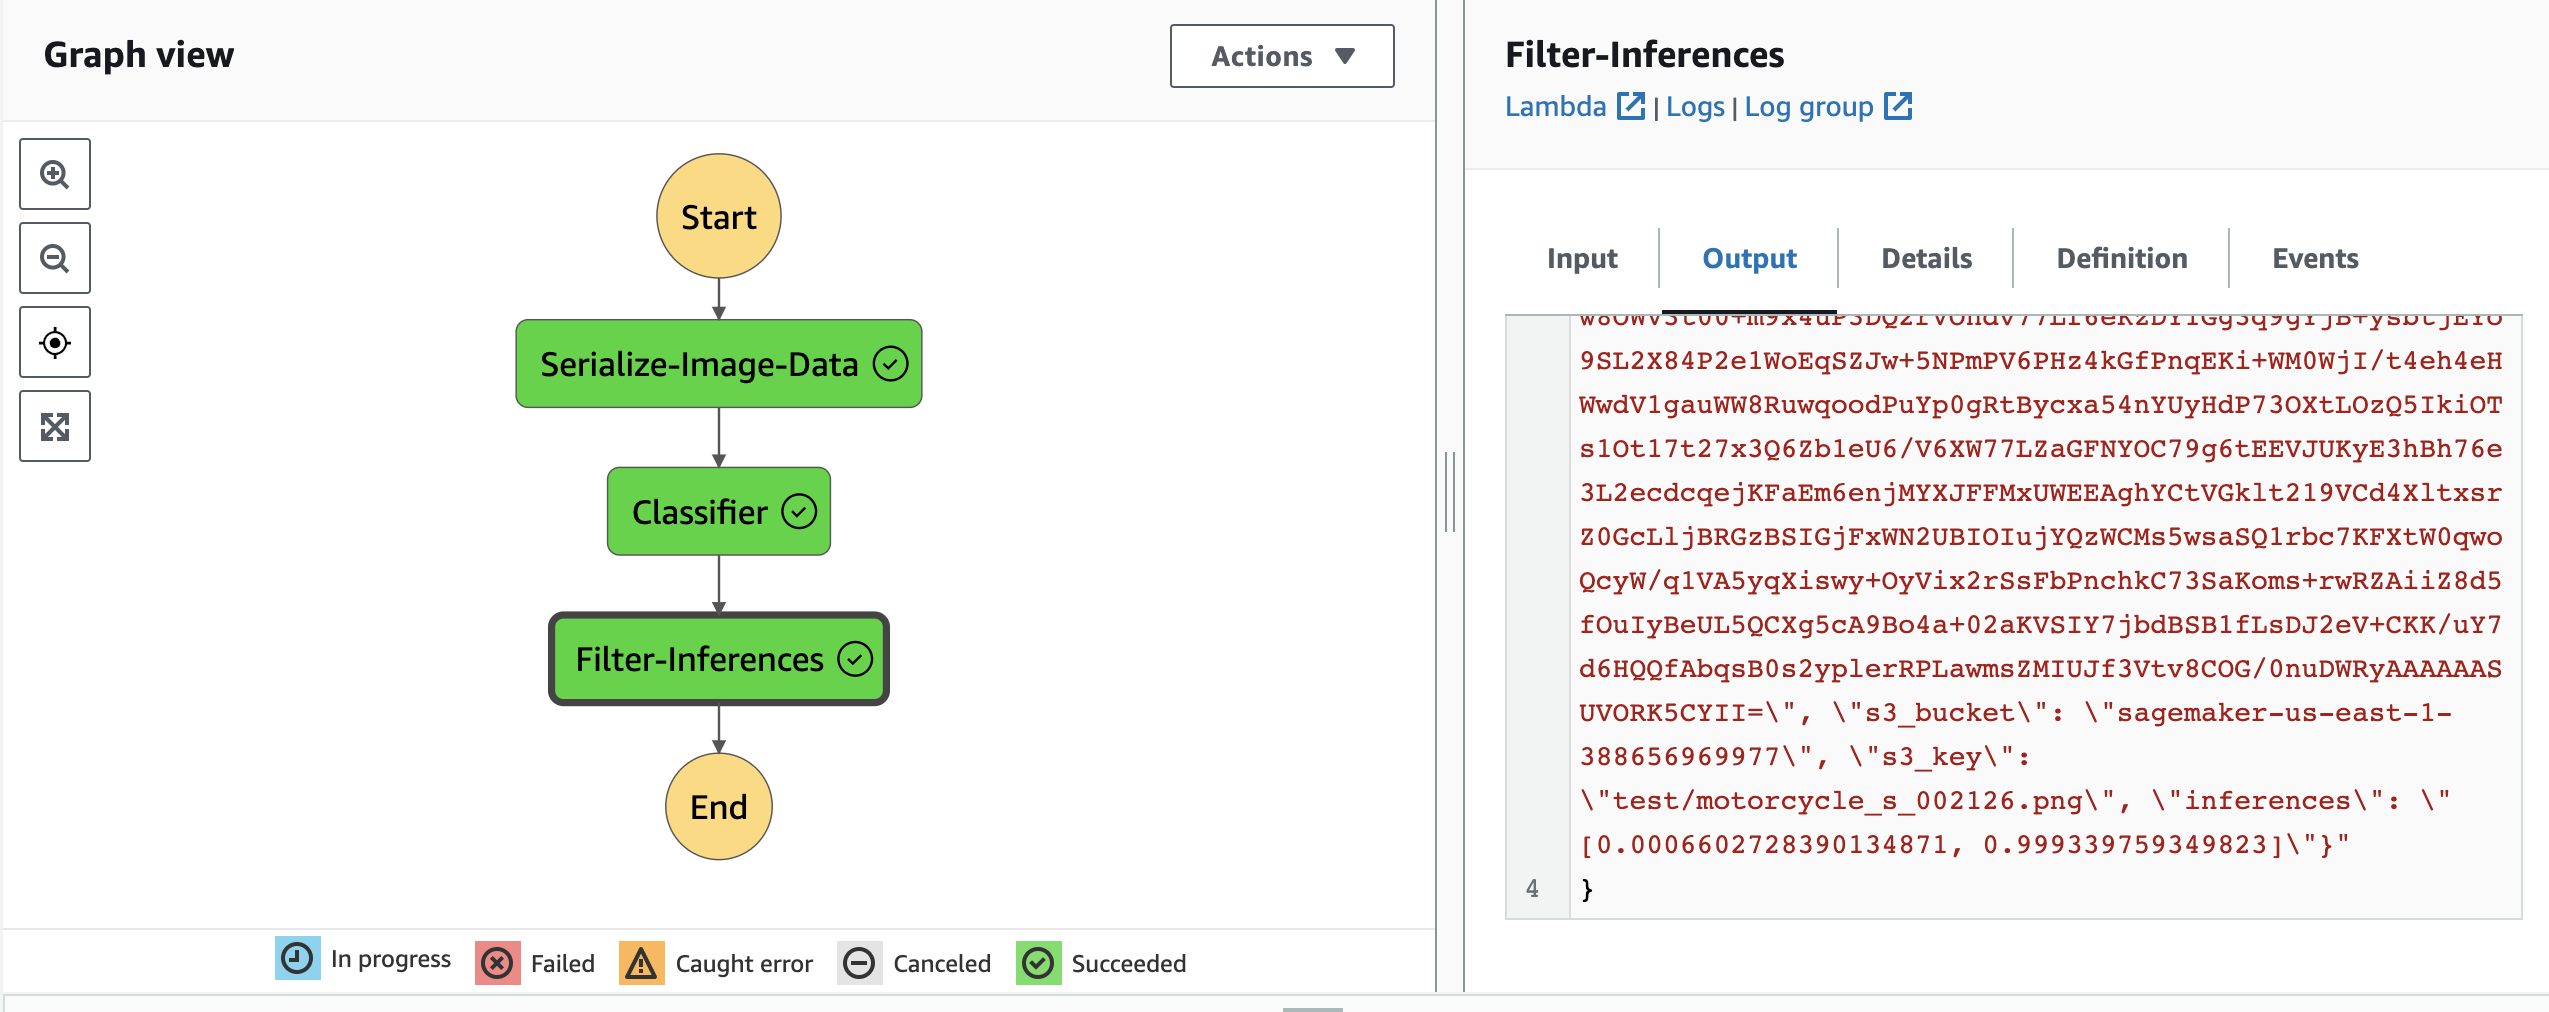 Graph view
Actions
Start
Serialize-Image-Data
Classifier
Filter-Inferences
End
In progress
Failed
Caught error
Canceled
Succeeded
Filter-Inferences
Lambda | Logs | Log group
Input
Output
Details
Definition
Events
9SL2X84P2e1WoEqSZJw+5NPmPV6PHz4kGfPnqEKi+WM0WjI/t4eh4eH
WwdV1gauWW8RuwqoodPuYp0gRtBycxa54nYUyHdP73OXtLOzQ5IkiOT
s1Ot17t27x3Q6Zb1eU6/V6XW77LZaGFNYOC79g6tEEVJUKyE3hBh76e
3L2ecdcqejKFaEm6enjMYXJFFMxUWEEAghYCtVGklt219VCd4Xltxsr
Z0GcLljBRGzBSIGjFxWN2UBIOIujYQzWCMs5wsaSQ1rbc7KFXtW0qwo
QcyW/q1VA5yqXiswy+OyVix2rSsFbPnchkC73SaKoms+rwRZAiiZ8d5
fOuIyBeUL5QCXg5cA9Bo4a+02aKVSIY7jbdBSB1fLsDJ2eV+CKK/uY7
d6HQQfAbqsB0s2yplerRPLawmsZMIUJf3Vtv8COG/0nuDWRyAAAAAAS
UVORK5CYII=\", \"s3_bucket\": \"sagemaker-us-east-1-
388656969977\", \"s3_key\":
\"test/motorcycle_s_002126.png\", \"inferences\": \"
[0.0006602728390134871, 0.999339759349823]\"}"
4 }